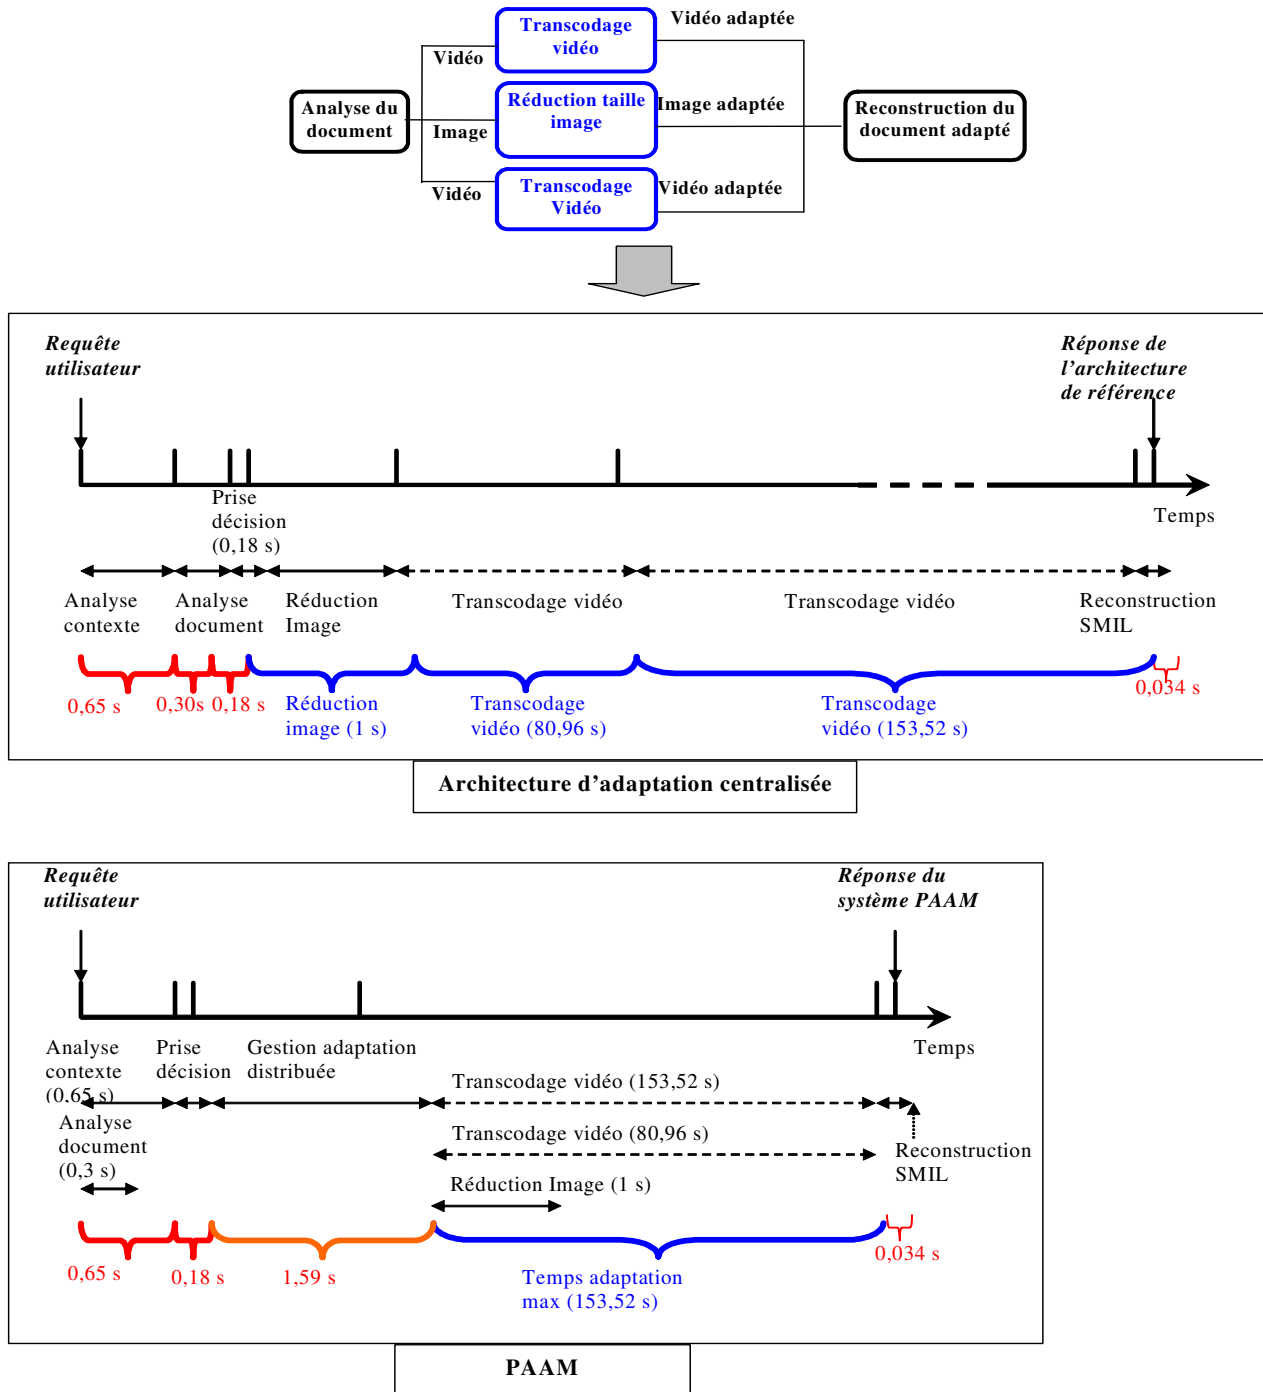 Transcodage
vidéo
Vidéo adaptée
Vidéo
Analyse du
document
Réduction taille
image
Image
Image adaptée
Reconstruction du
document adapté
Vidéo
Transcodage
Vidéo
Vidéo adaptée
Requête
utilisateur
Réponse de
l'architecture
de référence
Temps
Prise
décision
(0,18 s)
Analyse
contexte
Analyse
document
Réduction
Image
Transcodage vidéo
Transcodage vidéo
Reconstruction
SMIL
0,65 s
0,30s
0,18 s
Réduction
image (1 s)
Transcodage
vidéo (80,96 s)
Transcodage
vidéo (153,52 s)
0,034 s
Architecture d'adaptation centralisée
Requête
utilisateur
Réponse du
système PAAM
Temps
Analyse
contexte
(0,65 s)
Prise
décision
Gestion adaptation
distribuée
Transcodage vidéo (153,52 s)
Analyse
document
(0,3 s)
Transcodage vidéo (80,96 s)
Reconstruction
SMIL
Réduction Image (1 s)
0,65 s
0,18 s
1,59 s
Temps adaptation
max (153,52 s)
0,034 s
PAAM